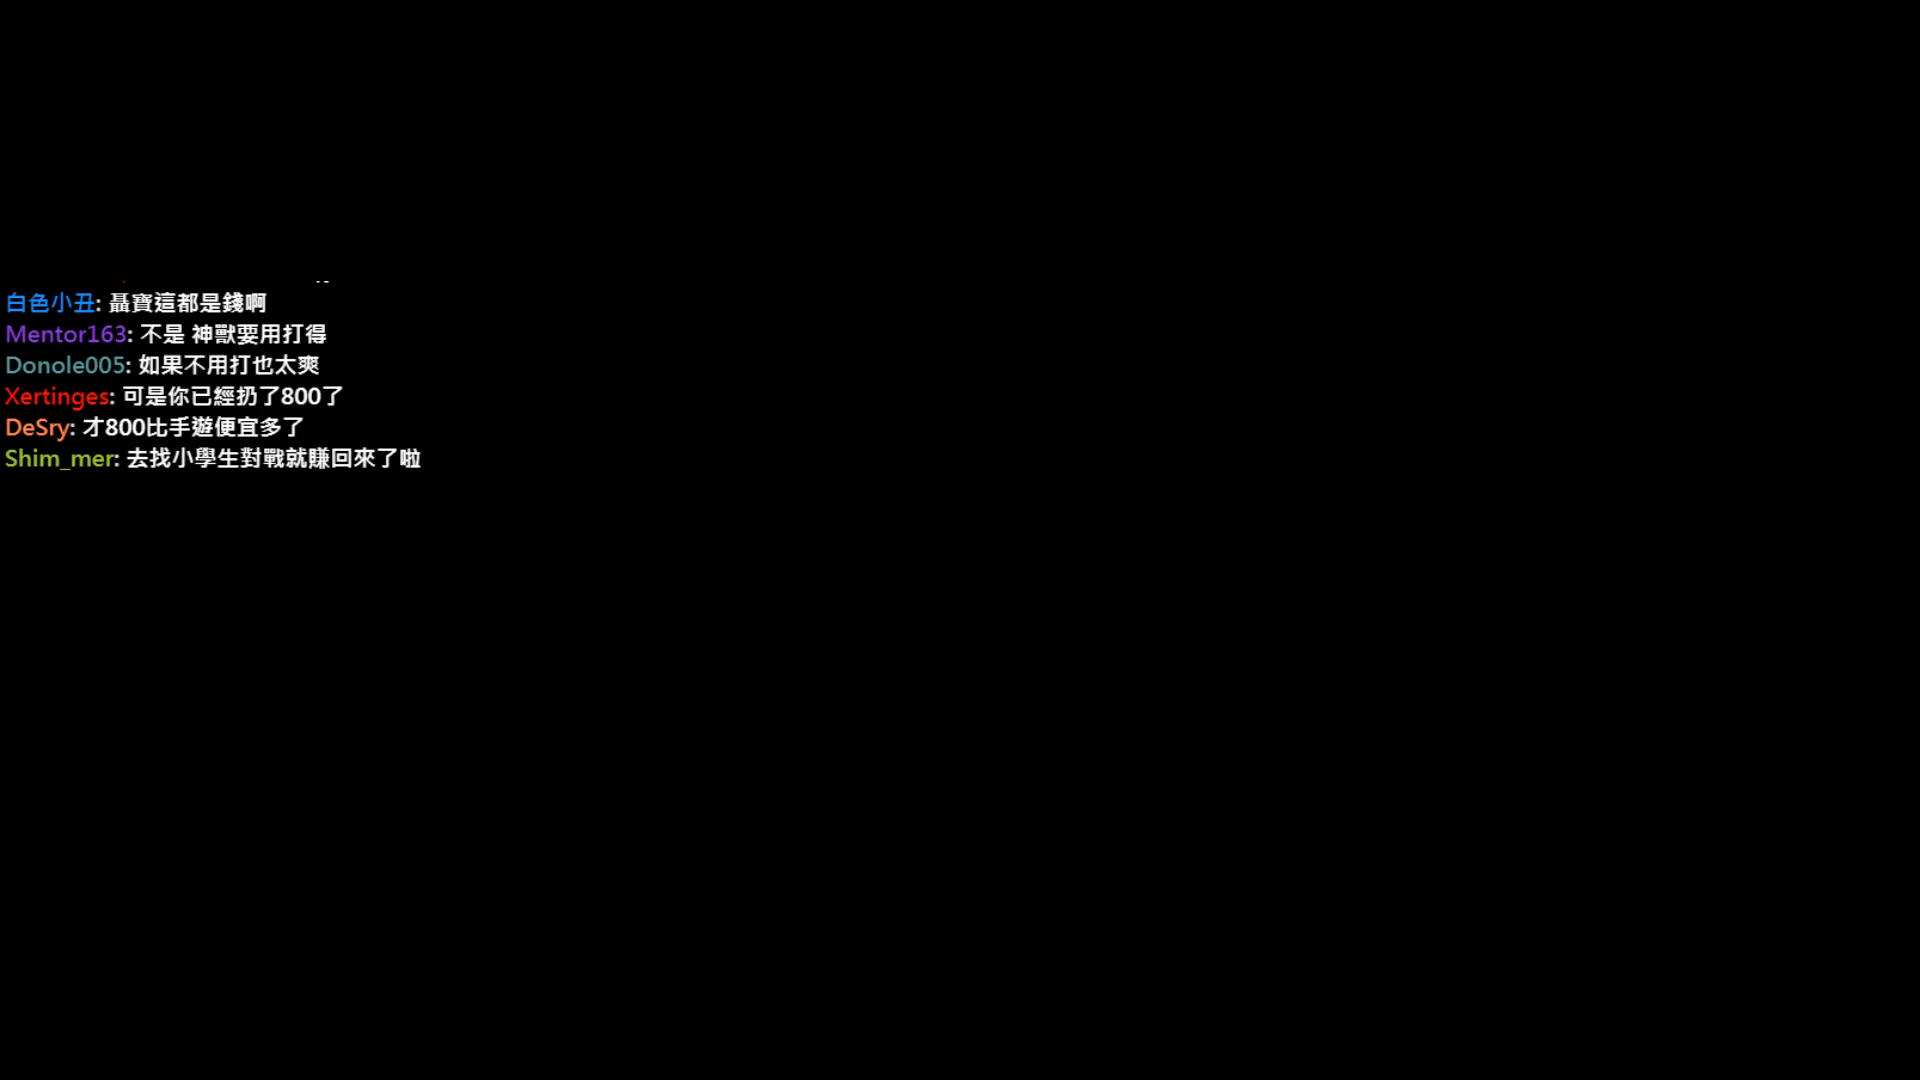 白色小丑: 聶寶這都是錢啊
Mentor163: 不是 神獸要用打得
Donole005: 如果不用打也太爽
Xertinges: 可是你已經扔了800了
DeSry: 才800比手遊便宜多了
Shim_mer: 去找小學生對戰就賺回來了啦